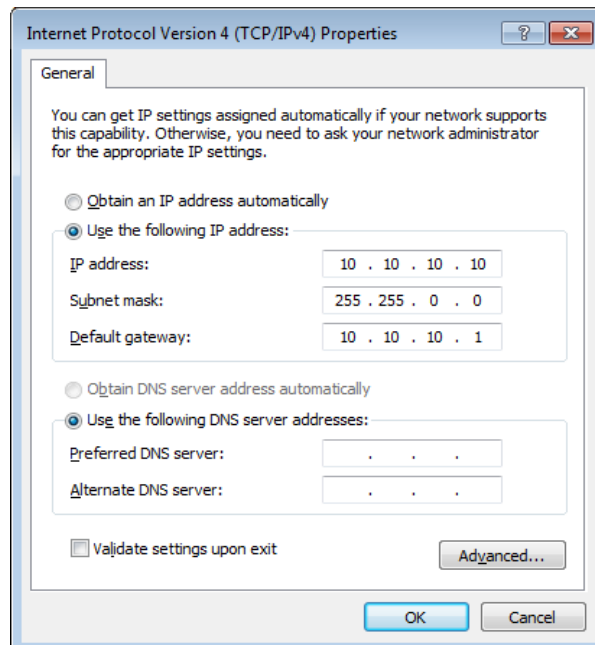 Internet Protocol Version 4 (TCP/IPv4) Properties
General
You can get IP settings assigned automatically if your network supports
this capability. Otherwise, you need to ask your network administrator
for the appropriate IP settings.
Obtain an IP address automatically
Use the following IP address:
IP address: 10 . 10 . 10 . 10
Subnet mask: 255 . 255 . 0 . 0
Default gateway: 10 . 10 . 10 . 1
Obtain DNS server address automatically
Use the following DNS server addresses:
Preferred DNS server: . . .
Alternate DNS server: . . .
Validate settings upon exit
Advanced...
OK Cancel